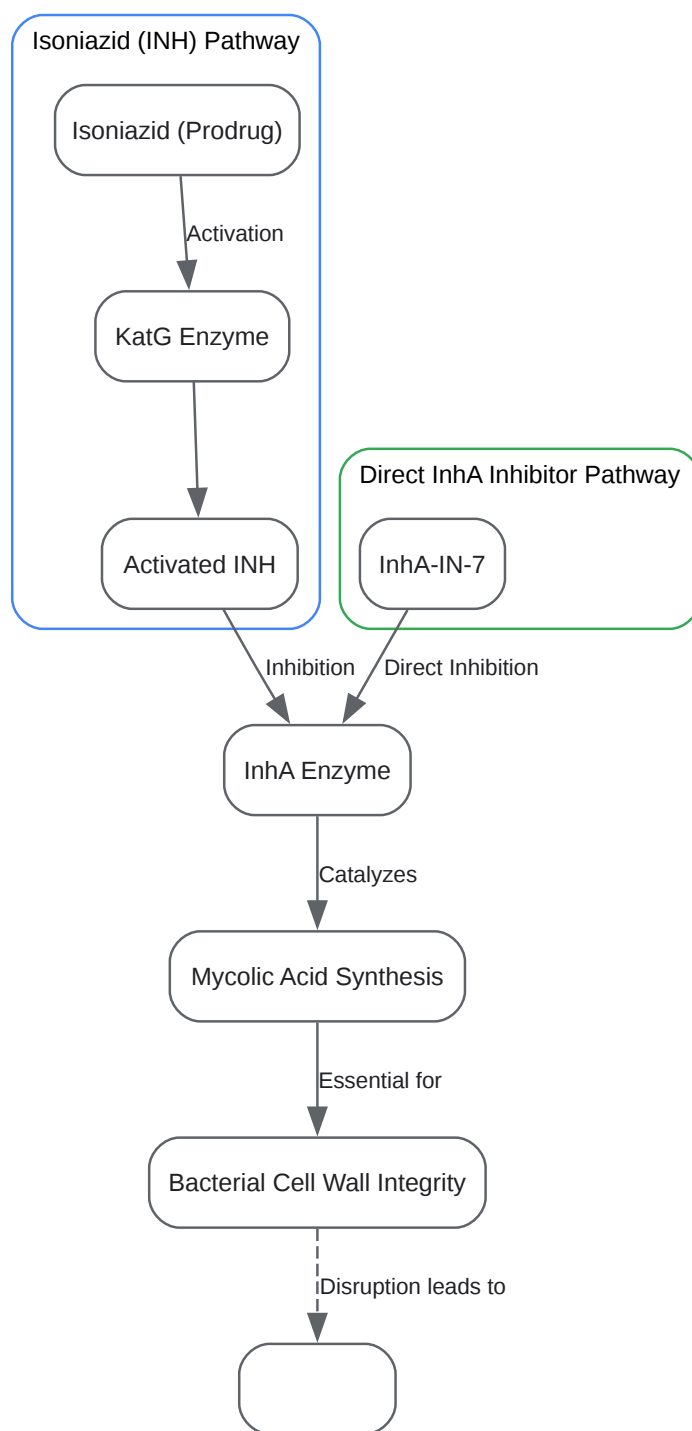 Isoniazid (INH) Pathway
Isoniazid (Prodrug)
Activation
KatG Enzyme
Direct InhA Inhibitor Pathway
Activated INH
InhA-IN-7
Inhibition
Direct Inhibition
InhA Enzyme
Catalyzes
Mycolic Acid Synthesis
Essential for
Bacterial Cell Wall Integrity
Disruption leads to